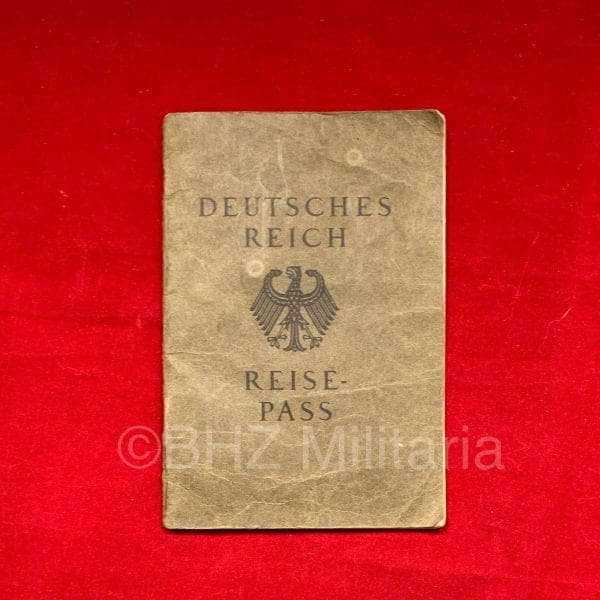 DEUTSCHES
REICH
REISE-
PASS
©BHZ Militaria